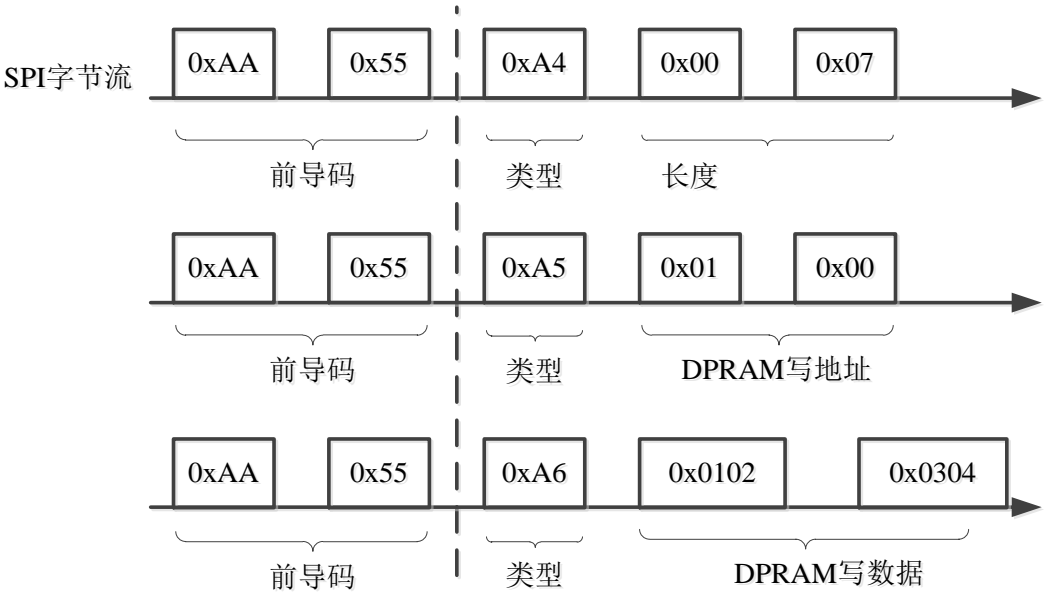 SPI字节流 0xAA 0x55 0xA4 0x00 0x07
前导码 类型 长度
0xAA 0x55 0xA5 0x01 0x00
前导码 类型 DPRAM写地址
0xAA 0x55 0xA6 0x0102 0x0304
前导码 类型 DPRAM写数据